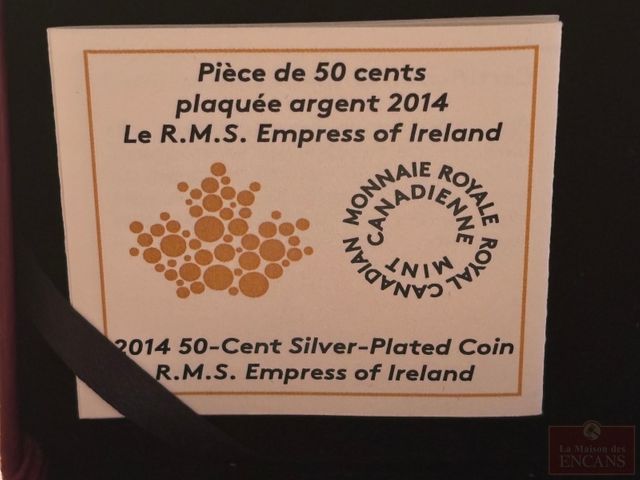 Pièce de 50 cents
plaquée argent 2014
Le R.M.S. Empress of Ireland
MONNAIE ROYALE CANADIENNE
ROYAL CANADIAN MINT
2014 50-Cent Silver-Plated Coin
R.M.S. Empress of Ireland
La Maison des
ENCANS